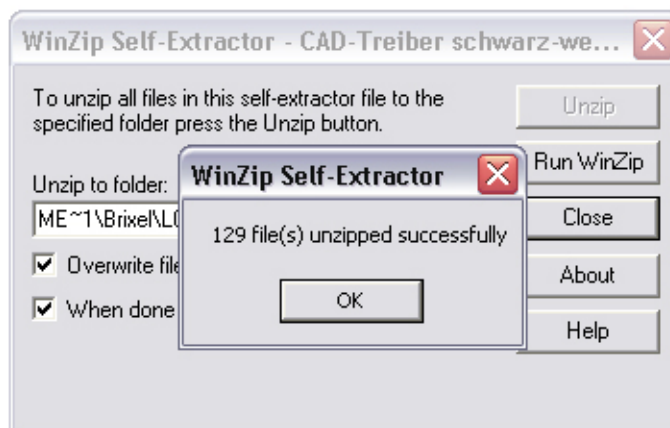 WinZip Self-Extractor - CAD-Treiber schwarz-we...
To unzip all files in this self-extractor file to the
specified folder press the Unzip button.
Unzip
Run WinZip
Unzip to folder:
ME~1\Brixel\L
Close
Overwrite file
About
When done
Help
WinZip Self-Extractor
129 file(s) unzipped successfully
OK